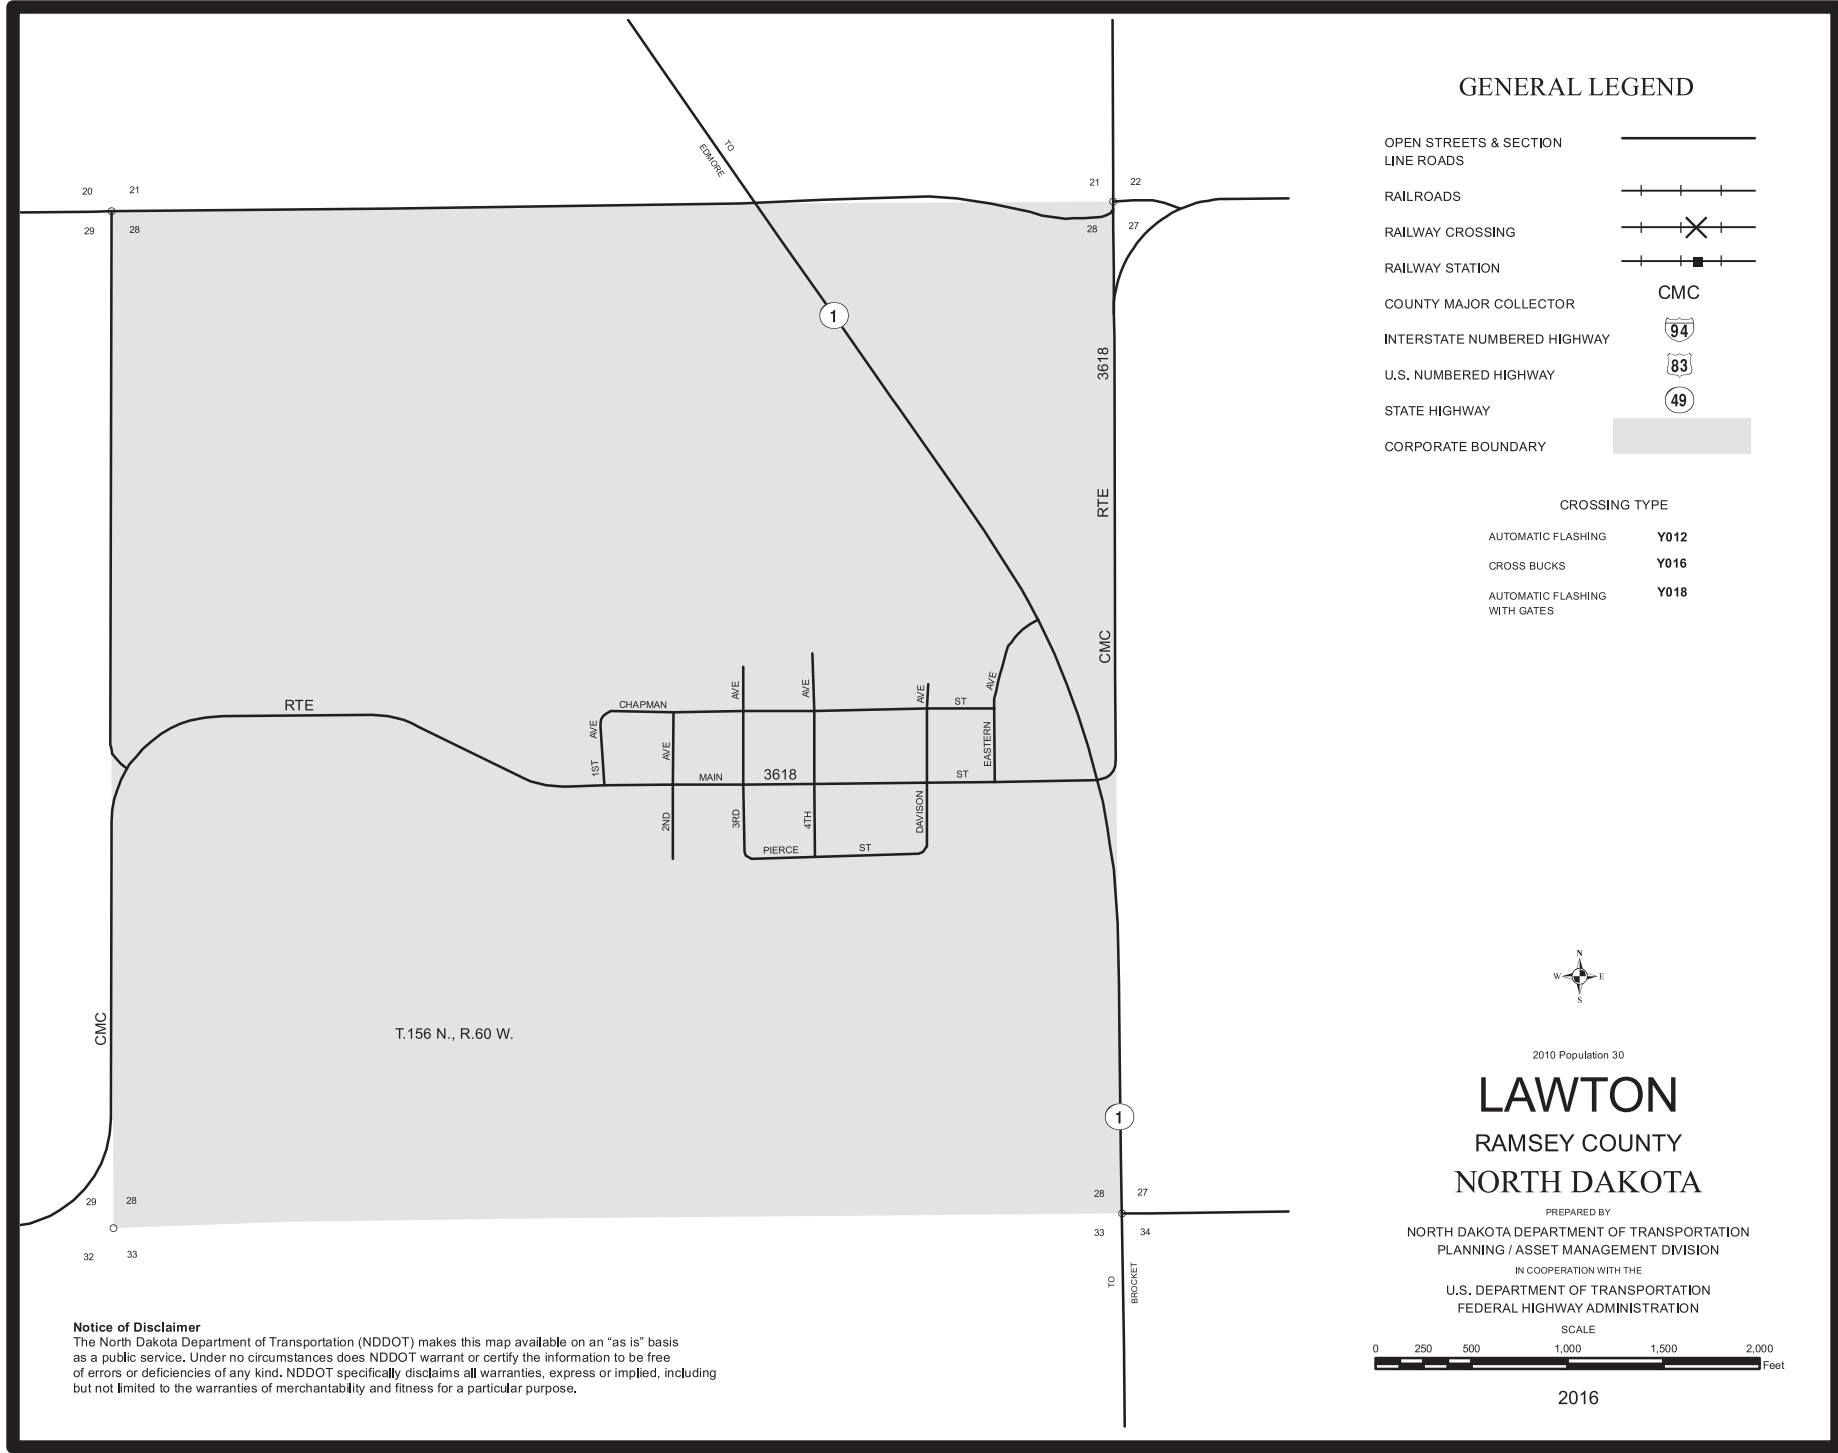 TO
EDMORE
20
21
21
22
29
28
28
27
1
3618
RTE
CMC
RTE
CHAPMAN
ST
1ST
AVE
2ND
AVE
3RD
AVE
4TH
AVE
DAVISON
AVE
EASTERN
AVE
MAIN
3618
ST
PIERCE
ST
CMC
T.156 N., R.60 W.
1
29
28
28
27
32
33
33
34
TO
BROCKET
Notice of Disclaimer
The North Dakota Department of Transportation (NDDOT) makes this map available on an “as is” basis
as a public service. Under no circumstances does NDDOT warrant or certify the information to be free
of errors or deficiencies of any kind. NDDOT specifically disclaims all warranties, express or implied, including
but not limited to the warranties of merchantability and fitness for a particular purpose.
GENERAL LEGEND
OPEN STREETS & SECTION
LINE ROADS
RAILROADS
RAILWAY CROSSING
RAILWAY STATION
COUNTY MAJOR COLLECTOR
CMC
INTERSTATE NUMBERED HIGHWAY
94
U.S. NUMBERED HIGHWAY
83
STATE HIGHWAY
49
CORPORATE BOUNDARY
CROSSING TYPE
AUTOMATIC FLASHING Y012
CROSS BUCKS Y016
AUTOMATIC FLASHING Y018
WITH GATES
N
W E
S
2010 Population 30
LAWTON
RAMSEY COUNTY
NORTH DAKOTA
PREPARED BY
NORTH DAKOTA DEPARTMENT OF TRANSPORTATION
PLANNING / ASSET MANAGEMENT DIVISION
IN COOPERATION WITH THE
U.S. DEPARTMENT OF TRANSPORTATION
FEDERAL HIGHWAY ADMINISTRATION
SCALE
0 250 500 1,000 1,500 2,000
Feet
2016